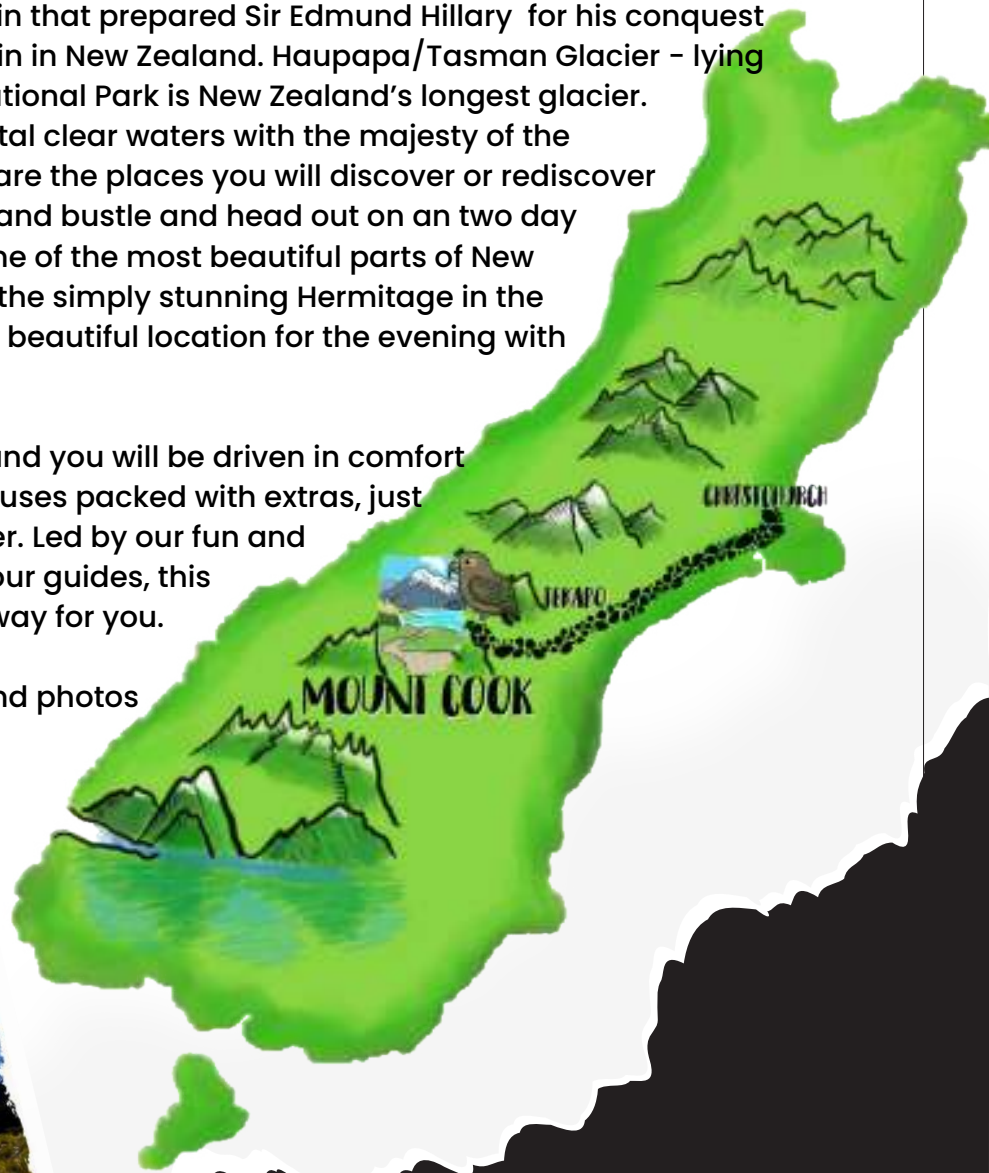 in that prepared Sir Edmund Hillary  for his conquest
in in New Zealand. Haupapa/Tasman Glacier - lying
ational Park is New Zealand's longest glacier.
tal clear waters with the majesty of the
are the places you will discover or rediscover
and bustle and head out on an two day
ne of the most beautiful parts of New
the simply stunning Hermitage in the
beautiful location for the evening with
and you will be driven in comfort
uses packed with extras, just
er. Led by our fun and
our guides, this
way for you.
nd photos
CHRISTCHURCH
TEKAPO
MOUNT COOK